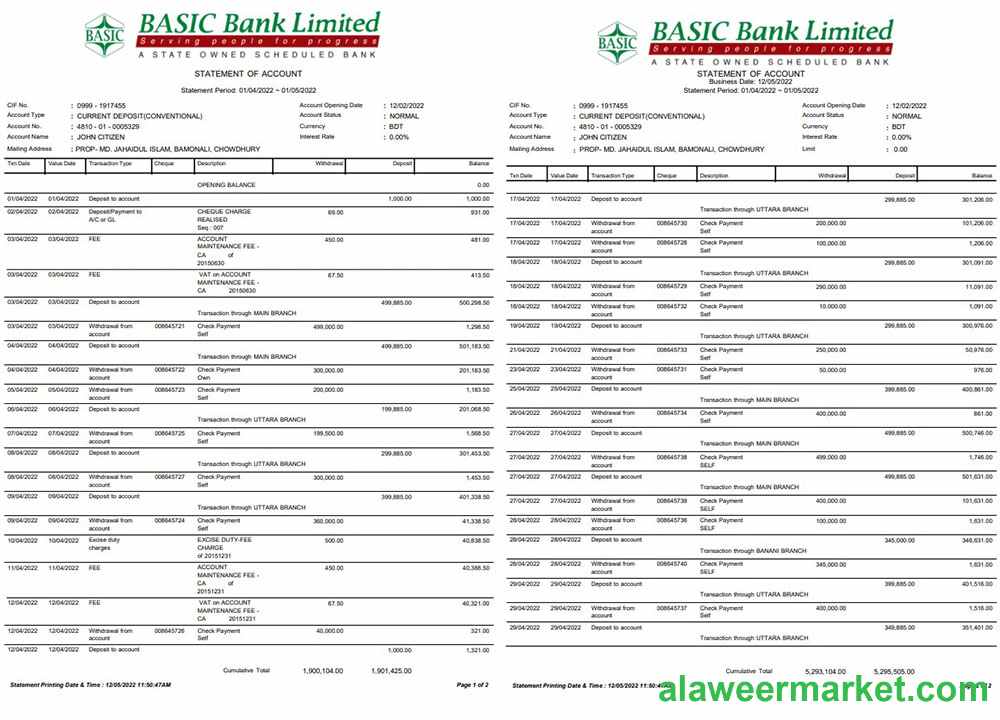 BASIC Bank Limited
Serving people for progress
A STATE OWNED SCHEDULED BANK
BASIC
STATEMENT OF ACCOUNT
Statement Period: 01/04/2022 ~ 01/05/2022
CIF No. : 0999 - 1917455 Account Opening Date : 12/02/2022
Account Type : CURRENT DEPOSIT(CONVENTIONAL) Account Status : NORMAL
Account No. : 4810 - 01 - 0005329 Currency : BDT
Account Name : JOHN CITIZEN Interest Rate : 0.00%
Mailing Address : PROP- MD. JAHAIDUL ISLAM, BAMONALI, CHOWDHURY
Txn Date Value Date Transaction Type Cheque Description Withdrawal Deposit Balance
OPENING BALANCE 0.00
01/04/2022 01/04/2022 Deposit to account 1,000.00 1,000.00
02/04/2022 02/04/2022 Deposit/Payment to CHEQUE CHARGE 69.00 931.00
A/C or GL REALISED
Seq : 007
03/04/2022 03/04/2022 FEE ACCOUNT 450.00 481.00
MAINTENANCE FEE -
CA of
20150630
03/04/2022 03/04/2022 FEE VAT on ACCOUNT 67.50 413.50
MAINTENANCE FEE -
CA 20150630
03/04/2022 03/04/2022 Deposit to account 499,885.00 500,298.50
Transaction through MAIN BRANCH
03/04/2022 03/04/2022 Withdrawal from 008645721 Check Payment 499,000.00 1,298.50
account Self
04/04/2022 04/04/2022 Deposit to account 499,885.00 501,183.50
Transaction through MAIN BRANCH
04/04/2022 04/04/2022 Withdrawal from 008645722 Check Payment 300,000.00 201,183.50
account Own
05/04/2022 05/04/2022 Withdrawal from 008645723 Check Payment 200,000.00 1,183.50
account Self
06/04/2022 06/04/2022 Deposit to account 199,885.00 201,068.50
Transaction through UTTARA BRANCH
07/04/2022 07/04/2022 Withdrawal from 008645725 Check Payment 199,500.00 1,568.50
account Self
08/04/2022 08/04/2022 Deposit to account 299,885.00 301,453.50
Transaction through UTTARA BRANCH
08/04/2022 08/04/2022 Withdrawal from 008645727 Check Payment 300,000.00 1,453.50
account Self
09/04/2022 09/04/2022 Deposit to account 399,885.00 401,338.50
Transaction through UTTARA BRANCH
09/04/2022 09/04/2022 Withdrawal from 008645724 Check Payment 360,000.00 41,338.50
account Self
10/04/2022 10/04/2022 Excise duty EXCISE DUTY-FEE 500.00 40,838.50
charges CHARGE
of 20151231
11/04/2022 11/04/2022 FEE ACCOUNT 450.00 40,388.50
MAINTENANCE FEE -
CA of
20151231
12/04/2022 12/04/2022 FEE VAT on ACCOUNT 67.50 40,321.00
MAINTENANCE FEE -
CA 20151231
12/04/2022 12/04/2022 Withdrawal from 008645726 Check Payment 40,000.00 321.00
account Self
12/04/2022 12/04/2022 Deposit to account 1,000.00 1,321.00
Cumulative Total 1,900,104.00 1,901,425.00
Statement Printing Date & Time : 12/05/2022 11:50:47AM Page 1 of 2
BASIC Bank Limited
Serving people for progress
A STATE OWNED SCHEDULED BANK
BASIC
STATEMENT OF ACCOUNT
Business Date: 12/05/2022
Statement Period: 01/04/2022 ~ 01/05/2022
CIF No. : 0999 - 1917455 Account Opening Date : 12/02/2022
Account Type : CURRENT DEPOSIT(CONVENTIONAL) Account Status : NORMAL
Account No. : 4810 - 01 - 0005329 Currency : BDT
Account Name : JOHN CITIZEN Interest Rate : 0.00%
Mailing Address : PROP- MD. JAHAIDUL ISLAM, BAMONALI, CHOWDHURY Limit : 0.00
Txn Date Value Date Transaction Type Cheque Description Withdrawal Deposit Balance
17/04/2022 17/04/2022 Deposit to account 299,885.00 301,206.00
Transaction through UTTARA BRANCH
17/04/2022 17/04/2022 Withdrawal from 008645730 Check Payment 200,000.00 101,206.00
account Self
17/04/2022 17/04/2022 Withdrawal from 008645728 Check Payment 100,000.00 1,206.00
account Self
18/04/2022 18/04/2022 Deposit to account 299,885.00 301,091.00
Transaction through UTTARA BRANCH
18/04/2022 18/04/2022 Withdrawal from 008645729 Check Payment 290,000.00 11,091.00
account Self
18/04/2022 18/04/2022 Withdrawal from 008645732 Check Payment 10,000.00 1,091.00
account Self
19/04/2022 19/04/2022 Deposit to account 299,885.00 300,976.00
Transaction through UTTARA BRANCH
21/04/2022 21/04/2022 Withdrawal from 008645733 Check Payment 250,000.00 50,976.00
account Self
23/04/2022 23/04/2022 Withdrawal from 008645731 Check Payment 50,000.00 976.00
account Self
25/04/2022 25/04/2022 Deposit to account 399,885.00 400,861.00
Transaction through MAIN BRANCH
26/04/2022 26/04/2022 Withdrawal from 008645734 Check Payment 400,000.00 861.00
account Self
27/04/2022 27/04/2022 Deposit to account 499,885.00 500,746.00
Transaction through MAIN BRANCH
27/04/2022 27/04/2022 Withdrawal from 008645738 Check Payment 499,000.00 1,746.00
account SELF
27/04/2022 27/04/2022 Deposit to account 499,885.00 501,631.00
Transaction through MAIN BRANCH
27/04/2022 27/04/2022 Withdrawal from 008645739 Check Payment 400,000.00 101,631.00
account SELF
28/04/2022 28/04/2022 Withdrawal from 008645736 Check Payment 100,000.00 1,631.00
account SELF
28/04/2022 28/04/2022 Deposit to account 345,000.00 346,631.00
Transaction through BANANI BRANCH
28/04/2022 28/04/2022 Withdrawal from 008645740 Check Payment 345,000.00 1,631.00
account SELF
29/04/2022 29/04/2022 Deposit to account 399,885.00 401,516.00
Transaction through UTTARA BRANCH
29/04/2022 29/04/2022 Withdrawal from 008645737 Check Payment 400,000.00 1,516.00
account Self
29/04/2022 29/04/2022 Deposit to account 349,885.00 351,401.00
Transaction through UTTARA BRANCH
Cumulative Total 5,293,104.00 5,295,505.00
Statement Printing Date & Time : 12/05/2022
alaweermarket.com